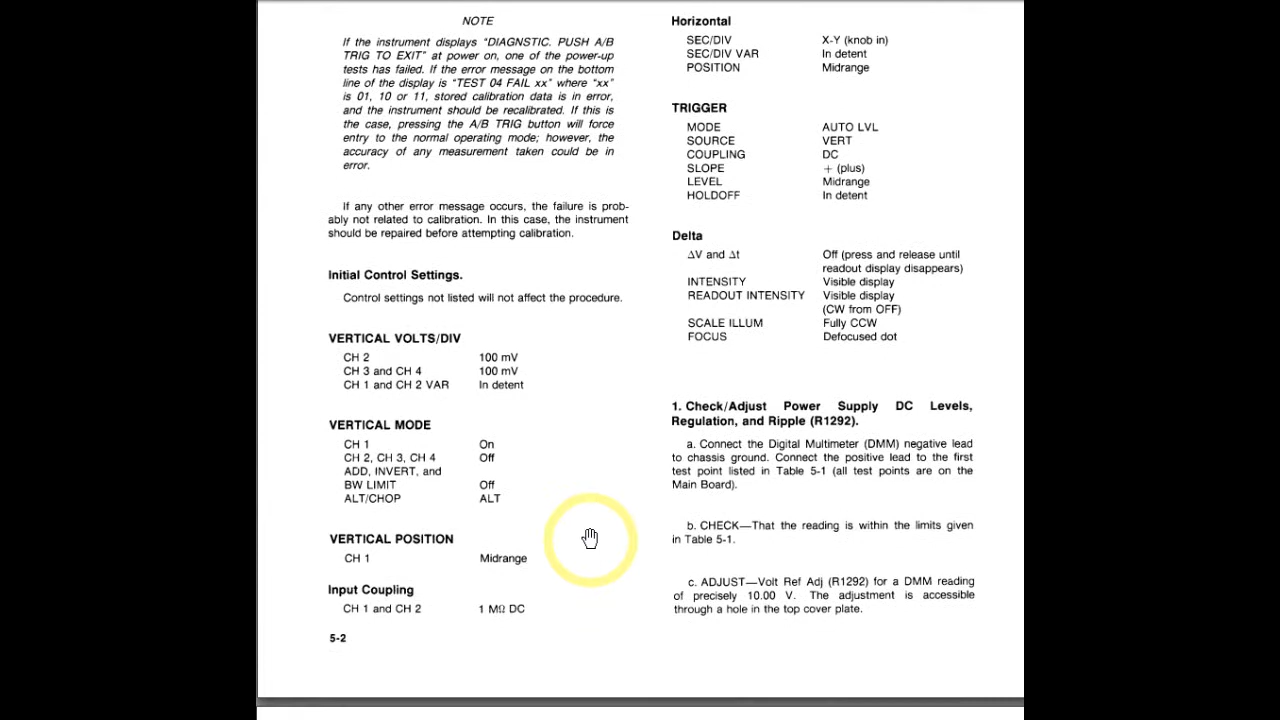 NOTE
If the instrument displays "DIAGNSTIC. PUSH A/B
TRIG TO EXIT" at power on, one of the power-up
tests has failed. If the error message on the bottom
line of the display is "TEST 04 FAIL xx" where "xx"
is 01, 10 or 11, stored calibration data is in error,
and the instrument should be recalibrated. If this is
the case, pressing the A/B TRIG button will force
entry to the normal operating mode; however, the
accuracy of any measurement taken could be in
error.
If any other error message occurs, the failure is prob-
ably not related to calibration. In this case, the instrument
should be repaired before attempting calibration.
Initial Control Settings.
Control settings not listed will not affect the procedure.
VERTICAL VOLTS/DIV
CH 2 100 mV
CH 3 and CH 4 100 mV
CH 1 and CH 2 VAR In detent
VERTICAL MODE
CH 1 On
CH 2, CH 3, CH 4 Off
ADD, INVERT, and
BW LIMIT Off
ALT/CHOP ALT
VERTICAL POSITION
CH 1 Midrange
Input Coupling
CH 1 and CH 2 1 MΩ DC
5-2
Horizontal
SEC/DIV X-Y (knob in)
SEC/DIV VAR In detent
POSITION Midrange
TRIGGER
MODE AUTO LVL
SOURCE VERT
COUPLING DC
SLOPE + (plus)
LEVEL Midrange
HOLDOFF In detent
Delta
ΔV and Δt Off (press and release until
readout display disappears)
INTENSITY Visible display
READOUT INTENSITY Visible display
(CW from OFF)
SCALE ILLUM Fully CCW
FOCUS Defocused dot
1. Check/Adjust Power Supply DC Levels,
Regulation, and Ripple (R1292).
a. Connect the Digital Multimeter (DMM) negative lead
to chassis ground. Connect the positive lead to the first
test point listed in Table 5-1 (all test points are on the
Main Board).
b. CHECK—That the reading is within the limits given
in Table 5-1.
c. ADJUST—Volt Ref Adj (R1292) for a DMM reading
of precisely 10.00 V. The adjustment is accessible
through a hole in the top cover plate.